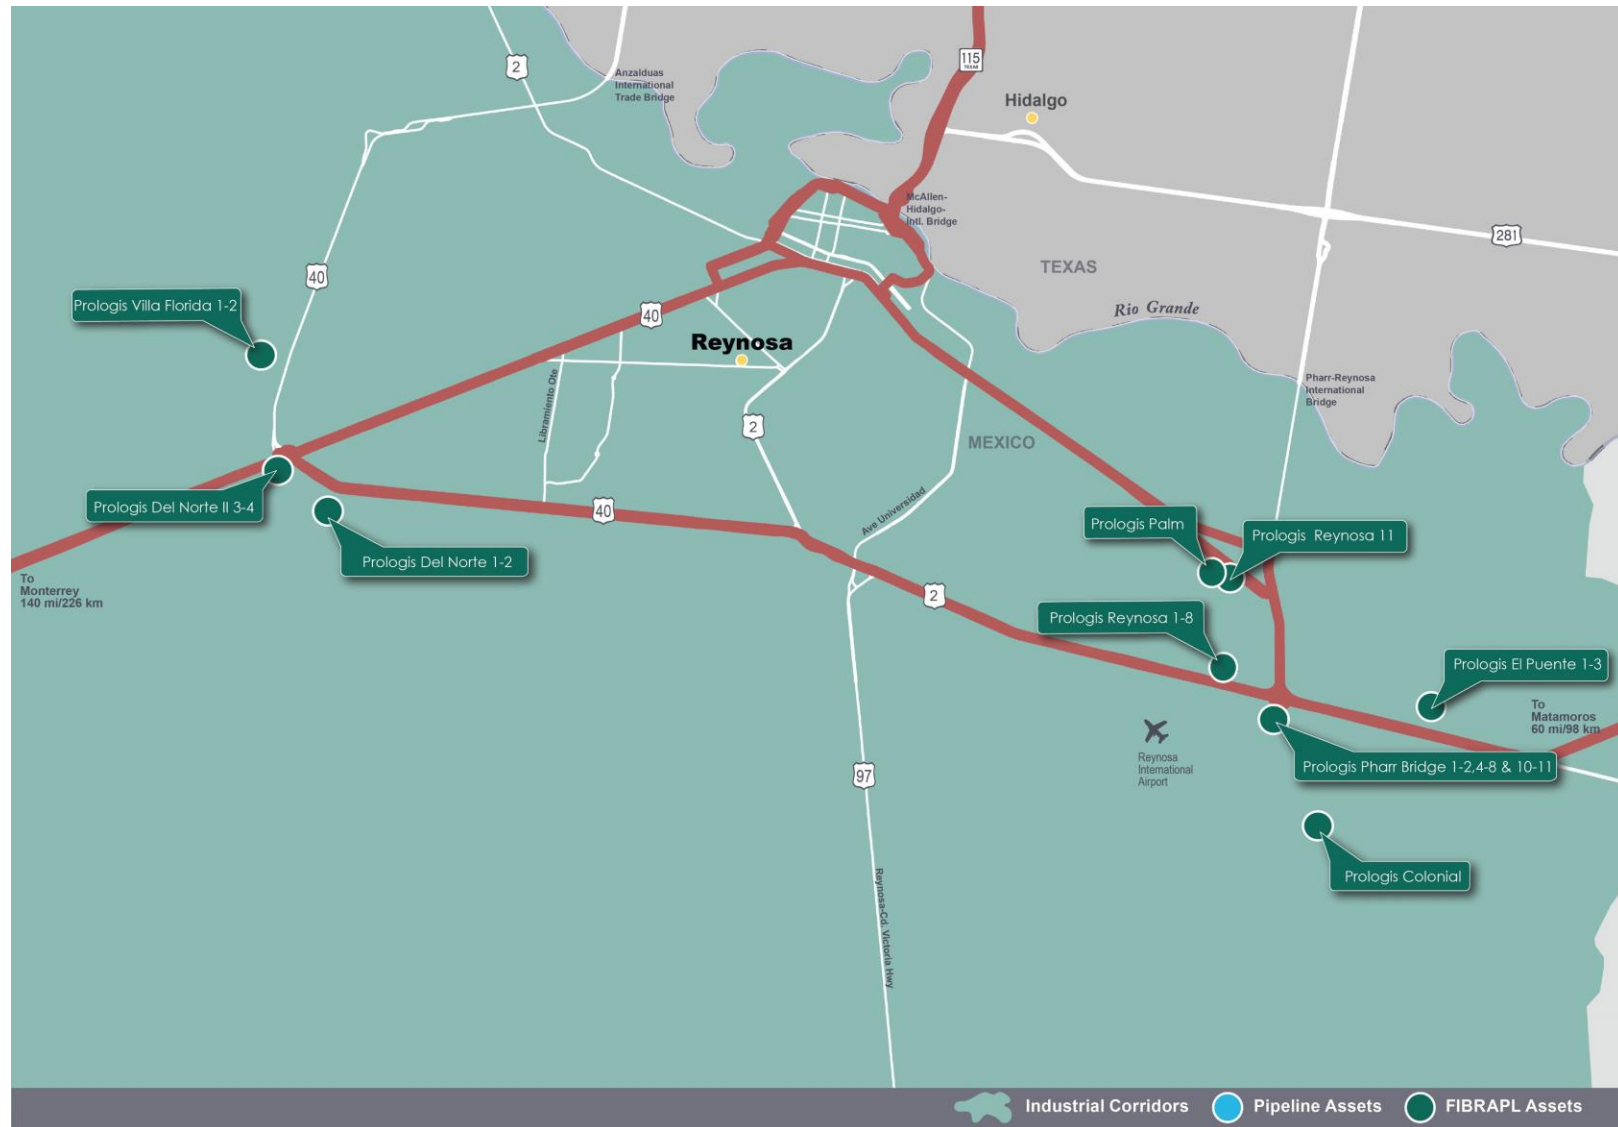 115
TEXAS
2
Anzalduas
International
Trade Bridge
Hidalgo
McAllen-
Hidalgo-
Intl. Bridge
281
TEXAS
Rio Grande
40
Prologis Villa Florida 1-2
40
Reynosa
Libramiento Ote
2
Pharr-Reynosa
International
Bridge
MEXICO
Prologis Del Norte II 3-4
40
Ave Universidad
Prologis Palm
Prologis Reynosa 11
Prologis Del Norte 1-2
To
Monterrey
140 mi/226 km
2
Prologis Reynosa 1-8
Prologis El Puente 1-3
To
Matamoros
60 mi/98 km
Reynosa
International
Airport
Prologis Pharr Bridge 1-2,4-8 & 10-11
97
Prologis Colonial
Reynosa-Cd. Victoria Hwy
Industrial Corridors
Pipeline Assets
FIBRAPL Assets